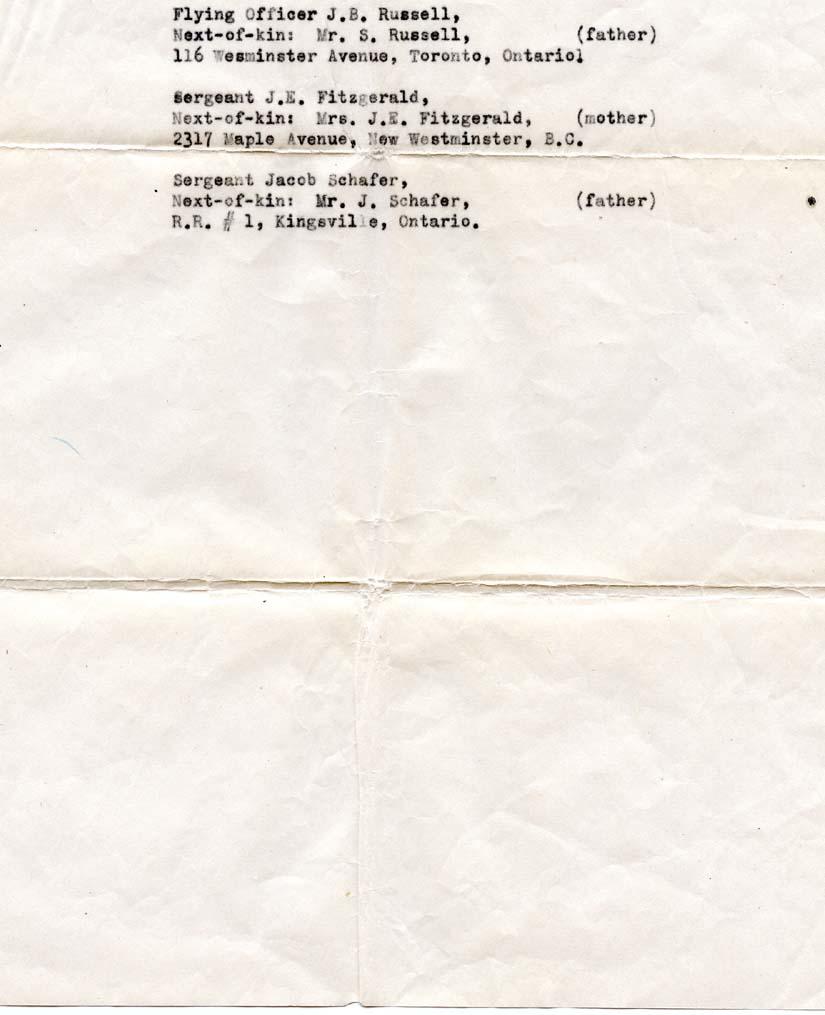 Flying Officer J.B. Russell,
Next-of-kin: Mr. S. Russell, (father)
116 Wesminster Avenue, Toronto, Ontario.
Sergeant J.E. Fitzgerald,
Next-of-kin: Mrs. J.E. Fitzgerald, (mother)
2317 Maple Avenue, New Westminster, B.C.
Sergeant Jacob Schafer,
Next-of-kin: Mr. J. Schafer, (father)
R.R. # 1, Kingsville, Ontario.